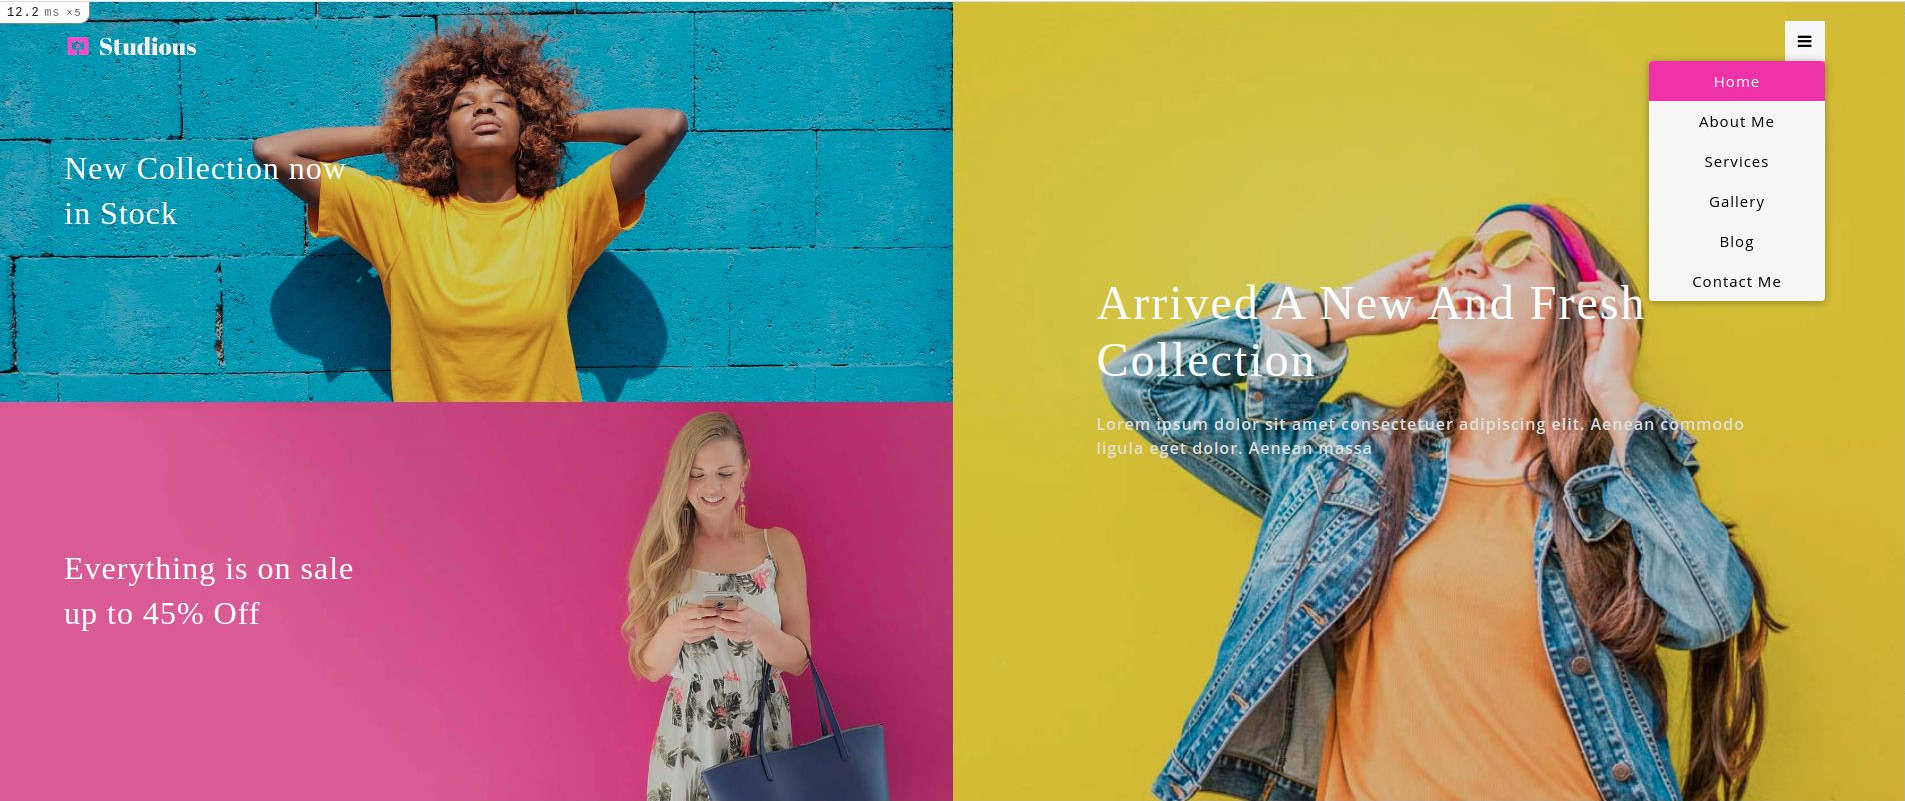 12.2 ms ×5
Studious
New Collection now
in Stock
Everything is on sale
up to 45% Off
Home
About Me
Services
Gallery
Blog
Contact Me
Arrived A New And Fresh
Collection
Lorem ipsum dolor sit amet consectetuer adipiscing elit. Aenean commodo
ligula eget dolor. Aenean massa